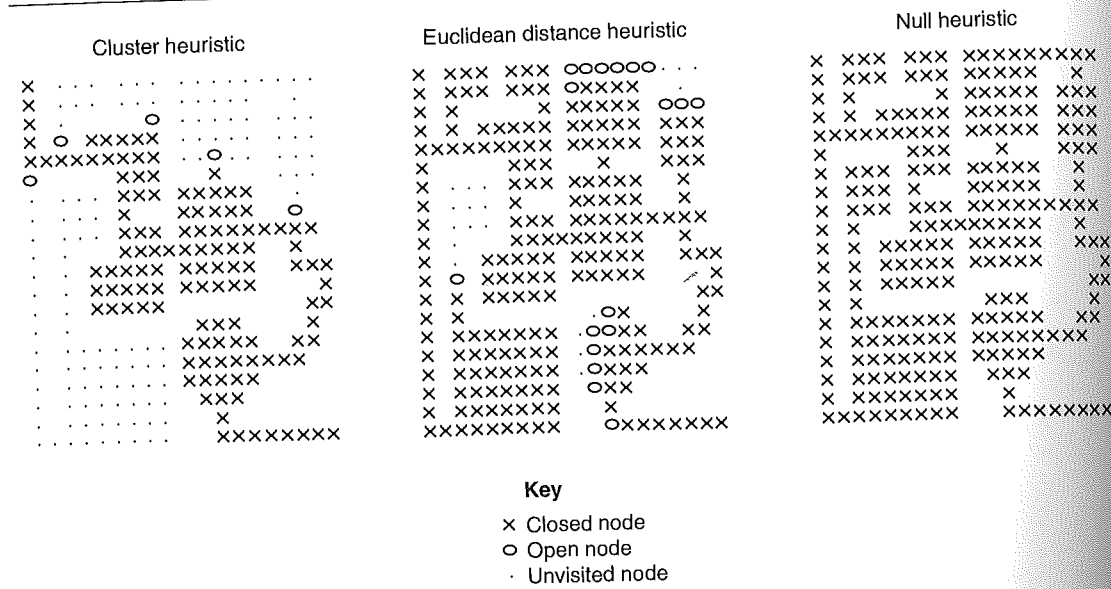 Cluster heuristic
Euclidean distance heuristic
Null heuristic
Key
× Closed node
o Open node
· Unvisited node